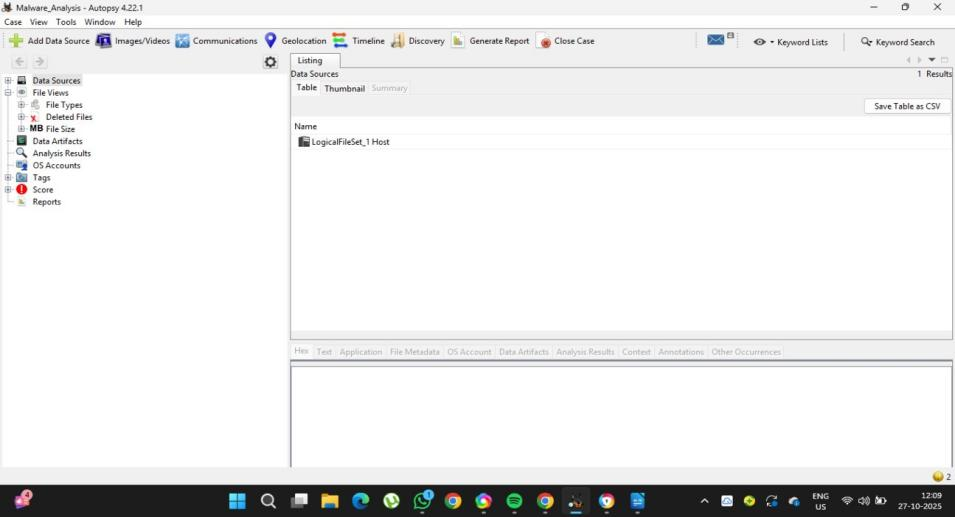 Malware_Analysis - Autopsy 4.22.1
Case View Tools Window Help
Add Data Source Images/Videos Communications Geolocation Timeline Discovery Generate Report Close Case Keyword Lists Keyword Search
Listing
Data Sources 1 Results
Table Thumbnail Summary
Save Table as CSV
Name
LogicalFileSet_1 Host
Data Sources
File Views
File Types
Deleted Files
MB File Size
Data Artifacts
Analysis Results
OS Accounts
Tags
Score
Reports
Hex Text Application File Metadata OS Account Data Artifacts Analysis Results Context Annotations Other Occurrences
2
4
1
ENG
US
12:09
27-10-2025